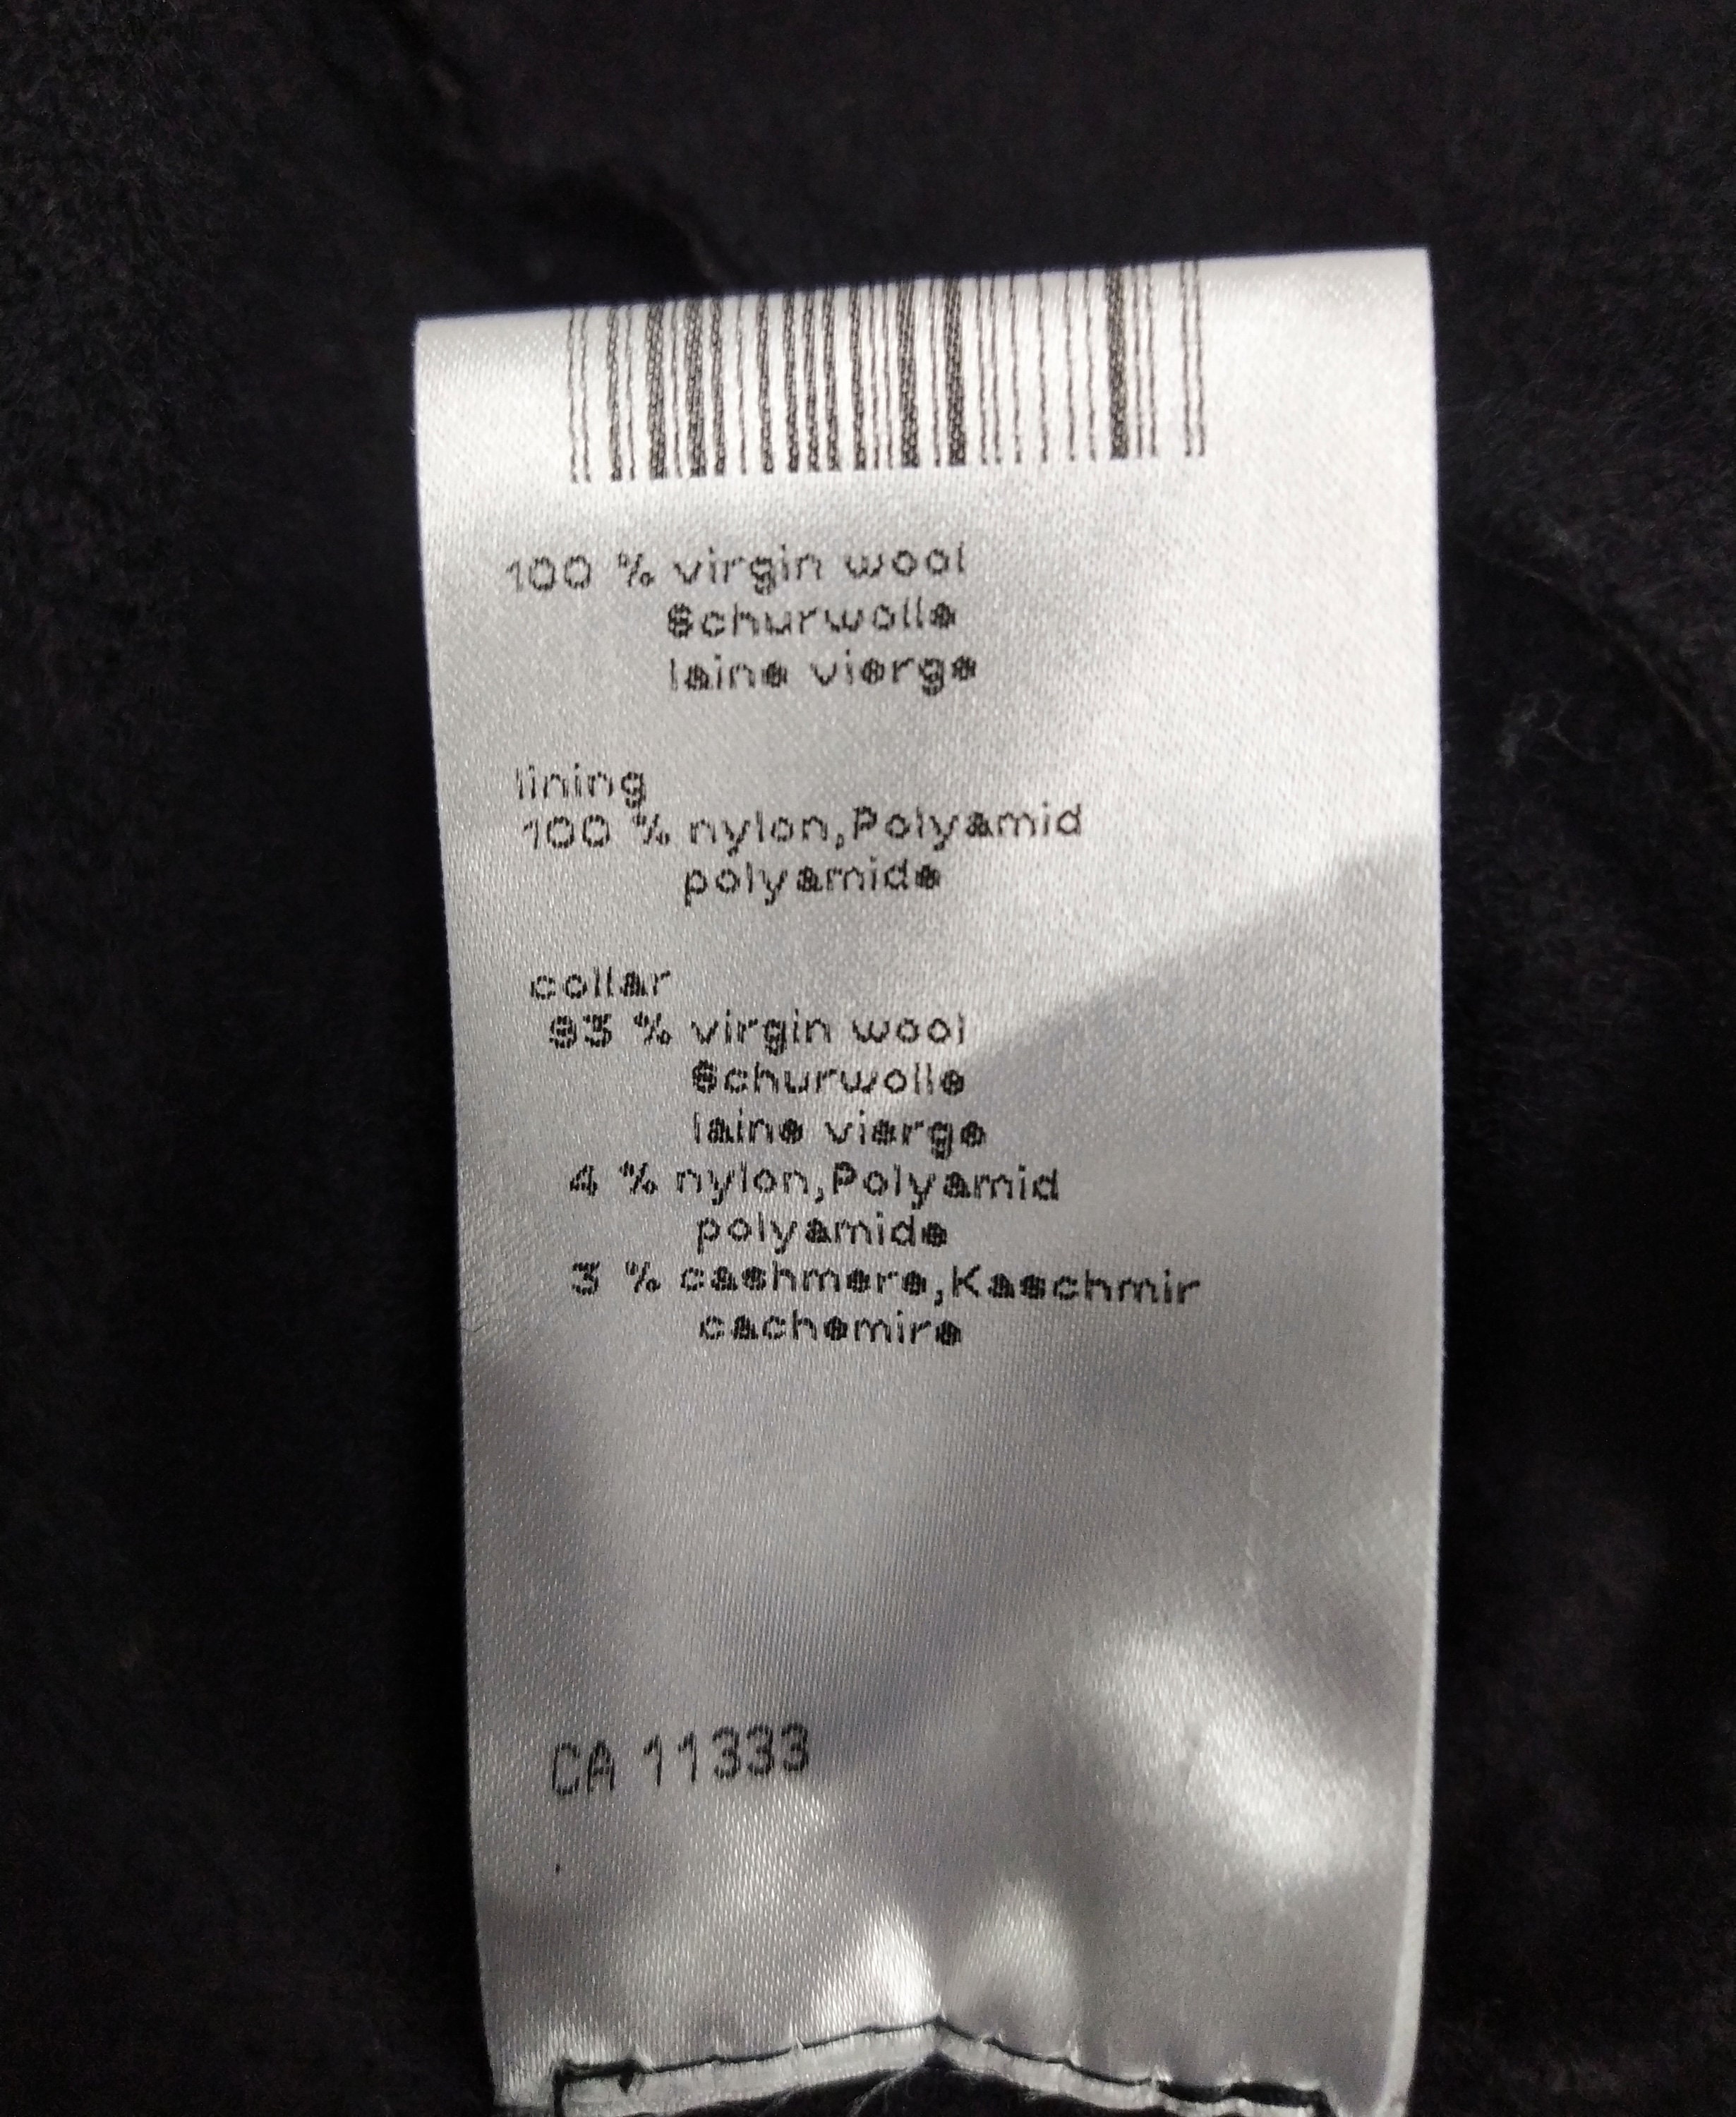 100 % virgin wool
Schurwolle
laine vierge
lining
100 % nylon,Polyamid
polyamide
collar
93 % virgin wool
Schurwolle
laine vierge
4 % nylon,Polyamid
polyamide
3 % cashmere,Kaschmir
cachemire
CA 11333